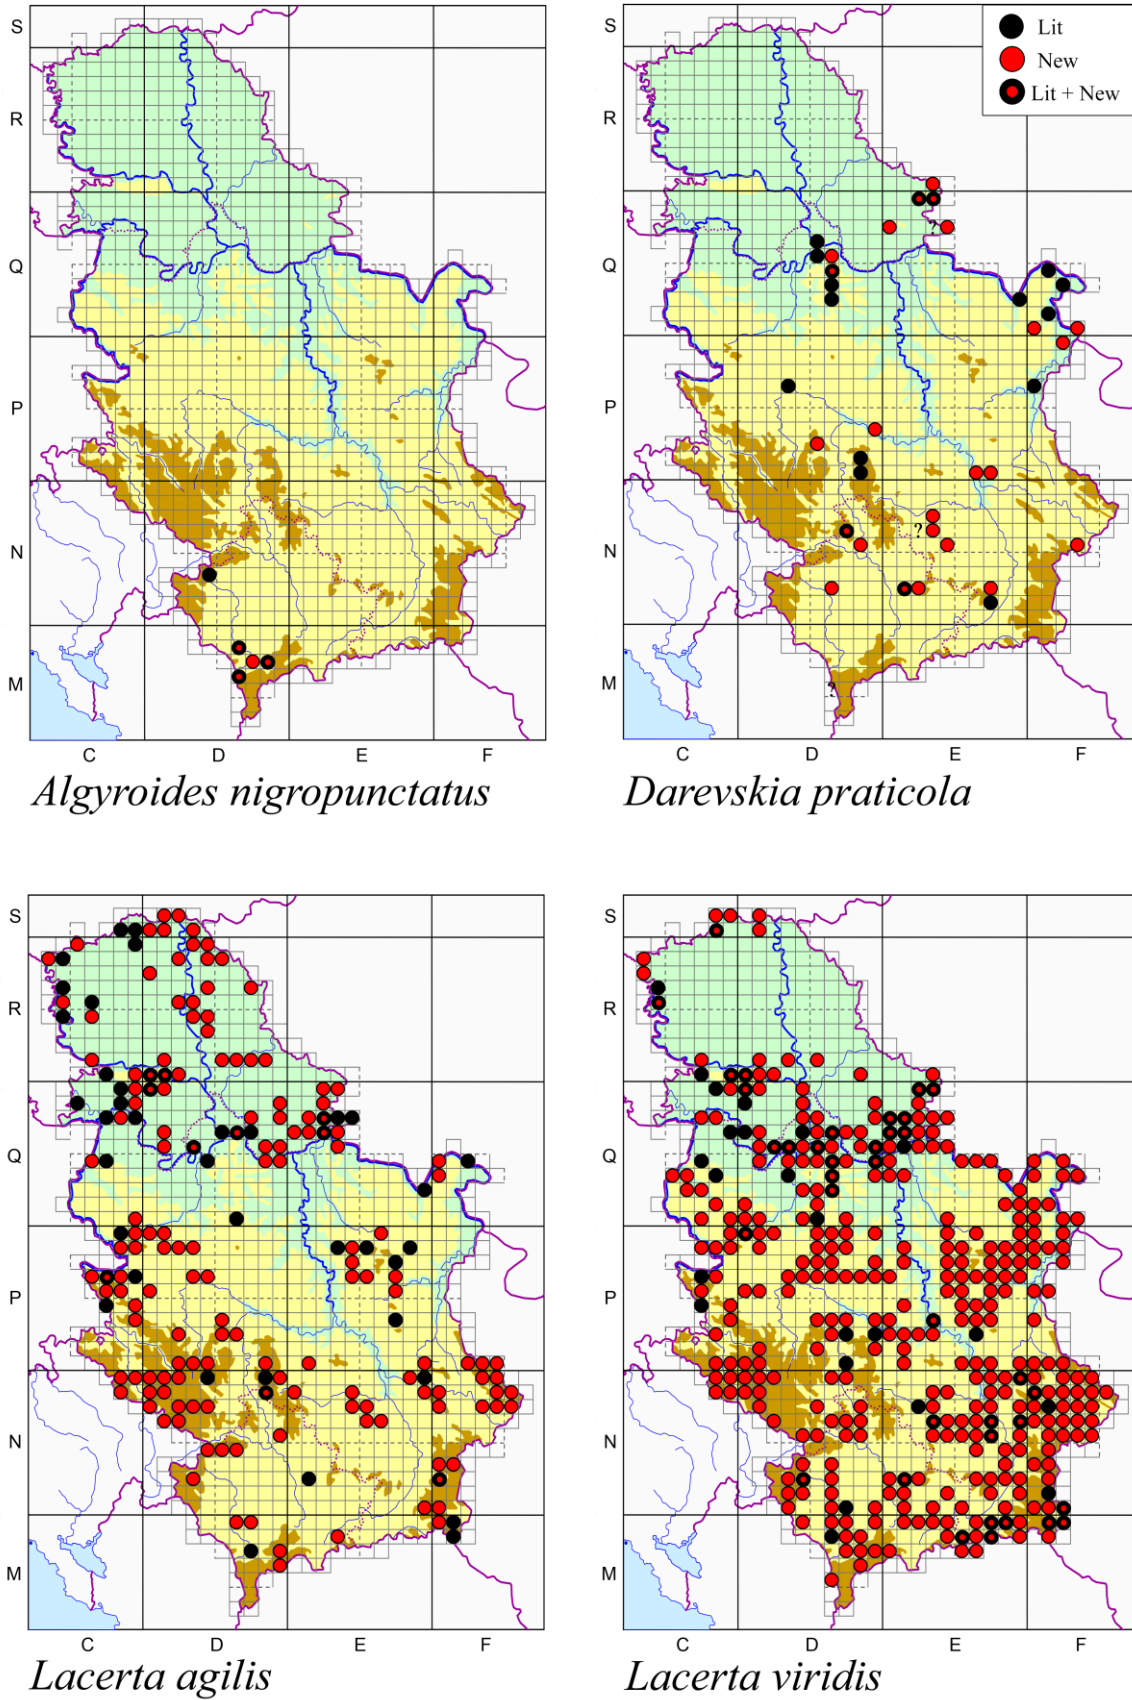 S
R
Q
P
N
M
C D E F
Algyroides nigropunctatus
Lit
New
Lit + New
S
R
Q
P
N
M
?
?
?
C D E F
Darevskia praticola
S
R
Q
P
N
M
C D E F
Lacerta agilis
S
R
Q
P
N
M
C D E F
Lacerta viridis